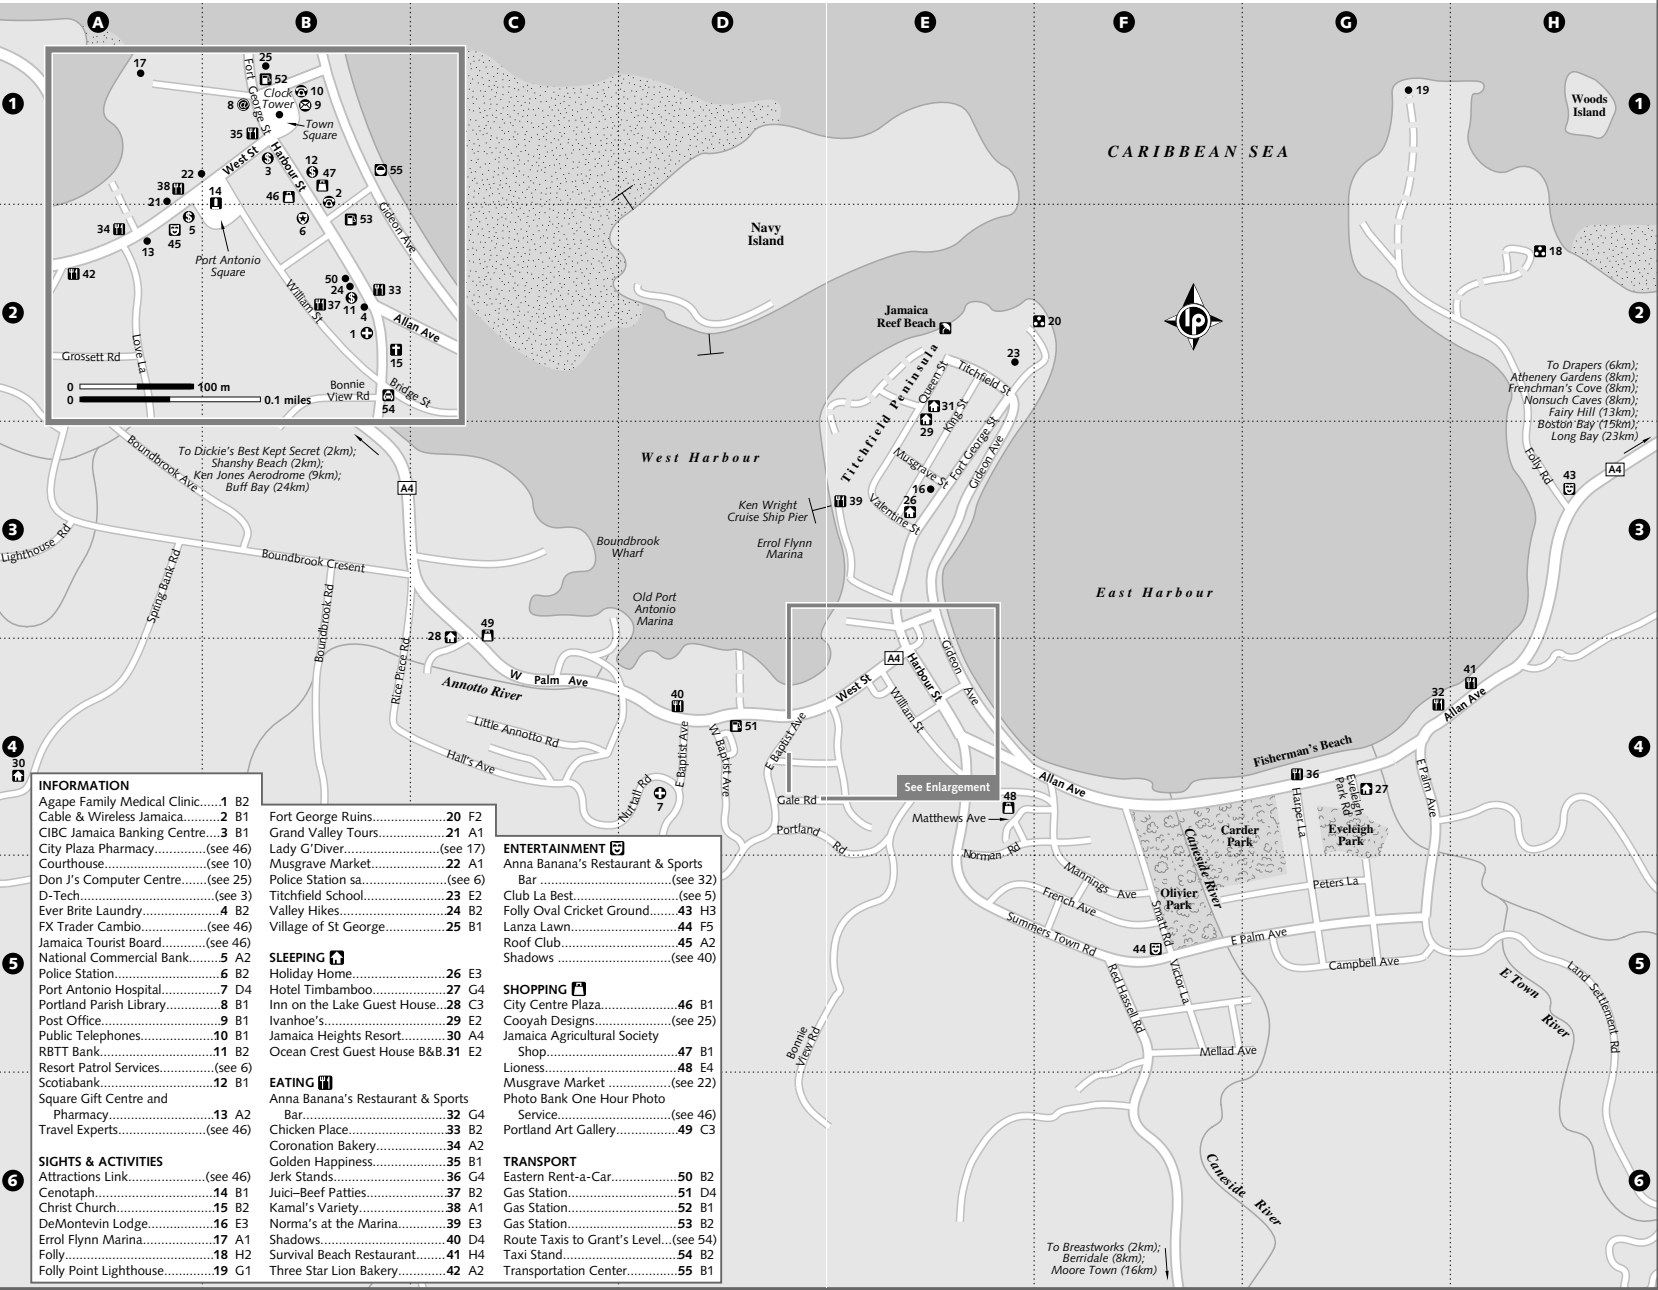 A B C D E F G H
1
2
3
4
5
6
17
25
Fort George St
52
Clock
Tower
10
8 @
9
Town
Square
35
West St
Harbour St
3
12
47
55
22
38
14
46
2
21
Gideon Ave
34
5
45
6
53
13
Port Antonio
Square
42
50
24
33
37
11
4
William St
1
Allan Ave
15
Grossett Rd
Love La
0 100 m
0 0.1 miles
Bonnie
View Rd
Bridge St
54
CARIBBEAN SEA
19
Woods
Island
Navy
Island
18
Jamaica
Reef Beach
20
23
Titchfield Peninsula
Queen St
Titchfield St
31
King St
29
Fort George St
Gideon Ave
Musgrave St
16
26
Valentine St
39
To Drapers (6km);
Athenery Gardens (8km);
Frenchman's Cove (8km);
Nonsuch Caves (8km);
Fairy Hill (13km);
Boston Bay (15km);
Long Bay (23km)
Folly Rd
43
A4
To Dickie's Best Kept Secret (2km);
Shanshy Beach (2km);
Ken Jones Aerodrome (9km);
Buff Bay (24km)
Boundbrook Ave
A4
West Harbour
Ken Wright
Cruise Ship Pier
Errol Flynn
Marina
Lighthouse Rd
Boundbrook Cresent
Boundbrook
Wharf
Spring Bank Rd
Boundbrook Rd
Rice Piece Rd
Old Port
Antonio
Marina
East Harbour
28
49
W Palm Ave
Annotto River
Little Annotto Rd
Hall's Ave
40
51
Nuttall Rd
E Baptist Ave
W Baptist Ave
E Baptist Ave
7
A4
West St
Harbour St
William St
Gideon Ave
Gale Rd
See Enlargement
Portland Rd
Matthews Ave
48
Allan Ave
Norman Rd
Fisherman's Beach
36
Harper La
Eveleigh
Park Rd
27
Eveleigh
Park
Carder
Park
Caneside River
Olivier
Park
32
41
Allan Ave
E Palm Ave
30
Mannings Ave
French Ave
Summers Town Rd
Smatt Rd
44
E Palm Ave
Peters La
Campbell Ave
Red Hassell Rd
Victor La
Mellad Ave
Bonnie
View Rd
E Town River
Land Settlement Rd
Caneside River
To Breastworks (2km);
Berridale (8km);
Moore Town (16km)
INFORMATION
Agape Family Medical Clinic......1 B2
Cable & Wireless Jamaica.......2 B1
CIBC Jamaica Banking Centre...3 B1
City Plaza Pharmacy..........(see 46)
Courthouse..........(see 10)
Don J's Computer Centre.....(see 25)
D-Tech..........(see 3)
Ever Brite Laundry..........4 B2
FX Trader Cambio..........(see 46)
Jamaica Tourist Board.........(see 46)
National Commercial Bank.....5 A2
Police Station..........6 B2
Port Antonio Hospital..........7 D4
Portland Parish Library..........8 B1
Post Office..........9 B1
Public Telephones..........10 B1
RBTT Bank..........11 B2
Resort Patrol Services..........(see 6)
Scotiabank..........12 B1
Square Gift Centre and
Pharmacy..........13 A2
Travel Experts..........(see 46)
SIGHTS & ACTIVITIES
Attractions Link..........(see 46)
Cenotaph..........14 B1
Christ Church..........15 B2
DeMontevin Lodge..........16 E3
Errol Flynn Marina..........17 A1
Folly..........18 H2
Folly Point Lighthouse..........19 G1
Fort George Ruins..........20 F2
Grand Valley Tours..........21 A1
Lady G'Diver..........(see 17)
Musgrave Market..........22 A1
Police Station sa..........(see 6)
Titchfield School..........23 E2
Valley Hikes..........24 B2
Village of St George..........25 B1
SLEEPING
Holiday Home..........26 E3
Hotel Timbamboo..........27 G4
Inn on the Lake Guest House...28 C3
Ivanhoe's..........29 E2
Jamaica Heights Resort..........30 A4
Ocean Crest Guest House B&B.31 E2
EATING
Anna Banana's Restaurant & Sports
Bar..........32 G4
Chicken Place..........33 B2
Coronation Bakery..........34 A2
Golden Happiness..........35 B1
Jerk Stands..........36 G4
Juici–Beef Patties..........37 B2
Kamal's Variety..........38 A1
Norma's at the Marina..........39 E3
Shadows..........40 D4
Survival Beach Restaurant.......41 H4
Three Star Lion Bakery..........42 A2
ENTERTAINMENT
Anna Banana's Restaurant & Sports
Bar ..........(see 32)
Club La Best..........(see 5)
Folly Oval Cricket Ground.......43 H3
Lanza Lawn..........44 F5
Roof Club..........45 A2
Shadows ..........(see 40)
SHOPPING
City Centre Plaza..........46 B1
Cooyah Designs..........(see 25)
Jamaica Agricultural Society
Shop..........47 B1
Lioness..........48 E4
Musgrave Market ..........(see 22)
Photo Bank One Hour Photo
Service..........(see 46)
Portland Art Gallery..........49 C3
TRANSPORT
Eastern Rent-a-Car..........50 B2
Gas Station..........51 D4
Gas Station..........52 B1
Gas Station..........53 B2
Route Taxis to Grant's Level...(see 54)
Taxi Stand..........54 B2
Transportation Center..........55 B1
1
2
3
4
5
6
lp